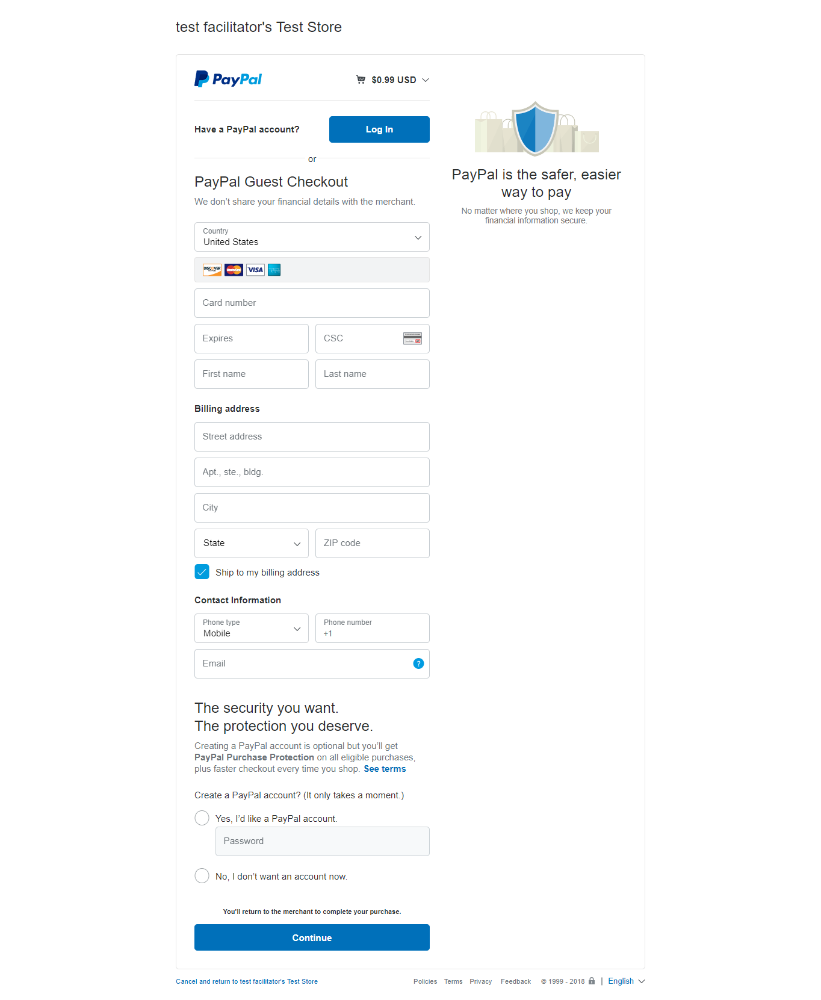 test facilitator's Test Store
PayPal
$0.99 USD
Have a PayPal account?
Log In
or
PayPal Guest Checkout
We don’t share your financial details with the merchant.
Country
United States
DISCOVER
MasterCard
VISA
Card number
Expires
CSC
First name
Last name
Billing address
Street address
Apt., ste., bldg.
City
State
ZIP code
Ship to my billing address
Contact Information
Phone type
Mobile
Phone number
+1
Email
?
The security you want.
The protection you deserve.
Creating a PayPal account is optional but you’ll get
PayPal Purchase Protection on all eligible purchases,
plus faster checkout every time you shop. See terms
Create a PayPal account? (It only takes a moment.)
Yes, I’d like a PayPal account.
Password
No, I don’t want an account now.
You'll return to the merchant to complete your purchase.
Continue
PayPal is the safer, easier
way to pay
No matter where you shop, we keep your
financial information secure.
Cancel and return to test facilitator's Test Store
Policies Terms Privacy Feedback © 1999 - 2018 | English